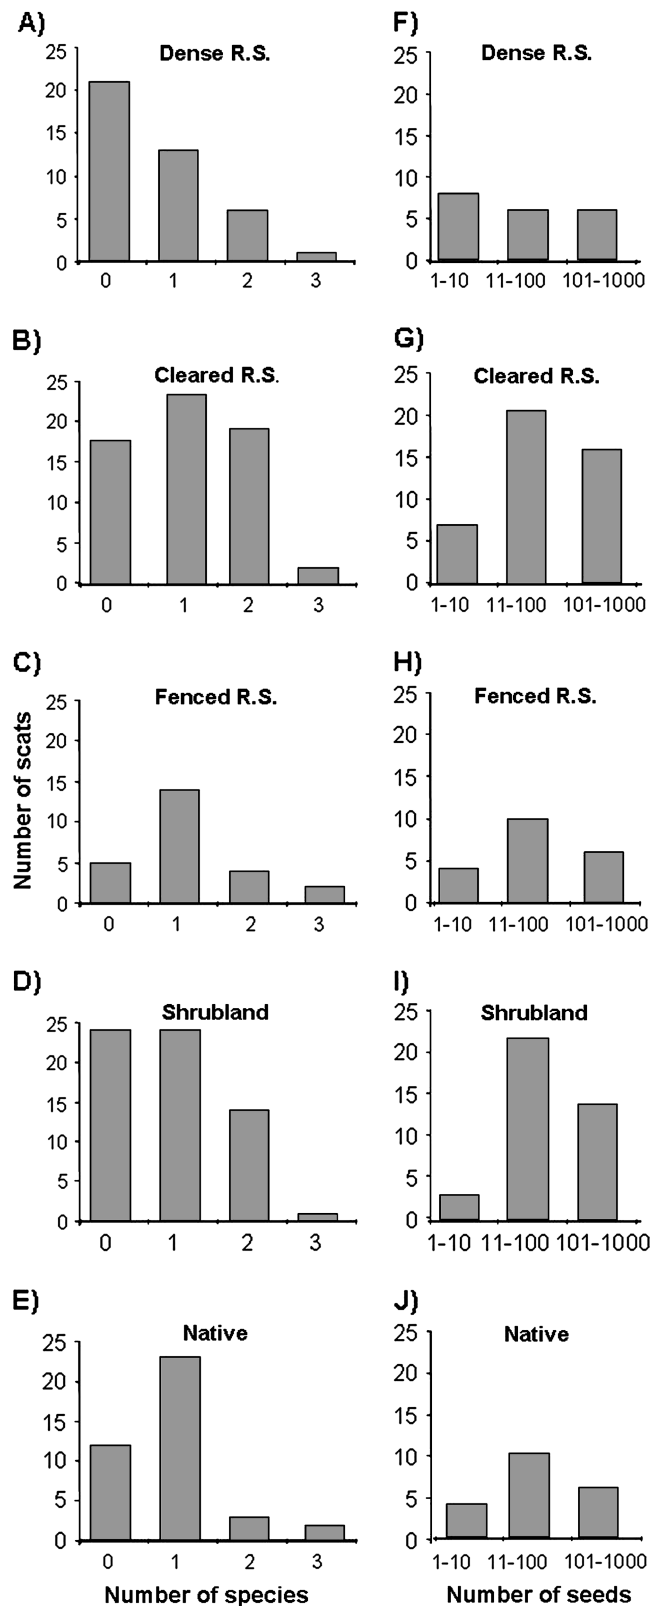 A)
Dense R.S.
25
20
15
10
5
0
0 1 2 3
F)
Dense R.S.
25
20
15
10
5
0
1-10 11-100 101-1000
B)
Cleared R.S.
25
20
15
10
5
0
0 1 2 3
G)
Cleared R.S.
25
20
15
10
5
0
1-10 11-100 101-1000
C)
Fenced R.S.
25
20
15
10
5
0
0 1 2 3
Number of scats
H)
Fenced R.S.
25
20
15
10
5
0
1-10 11-100 101-1000
D)
Shrubland
25
20
15
10
5
0
0 1 2 3
I)
Shrubland
25
20
15
10
5
0
1-10 11-100 101-1000
E)
Native
25
20
15
10
5
0
0 1 2 3
Number of species
J)
Native
25
20
15
10
5
0
1-10 11-100 101-1000
Number of seeds